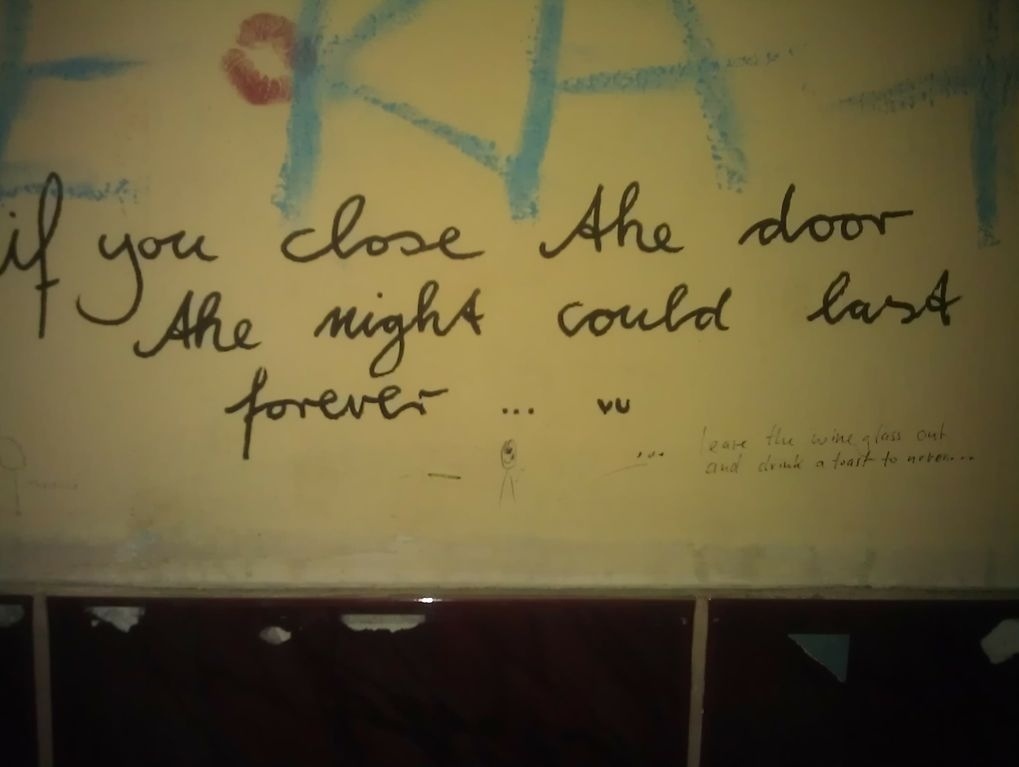 if you close the door
the night could last
forever ... vu
leave the wine glass out
and drink a toast to never...